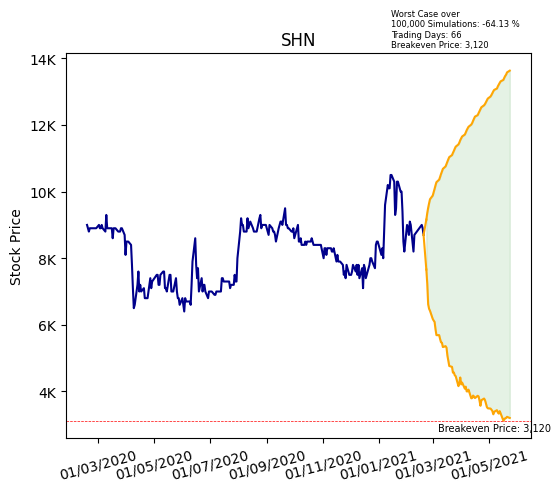 Worst Case over
100,000 Simulations: -64.13 %
Trading Days: 66
Breakeven Price: 3,120
SHN
14K
12K
10K
8K
6K
4K
Stock Price
Breakeven Price: 3,120
01/03/2020
01/05/2020
01/07/2020
01/09/2020
01/11/2020
01/01/2021
01/03/2021
01/05/2021